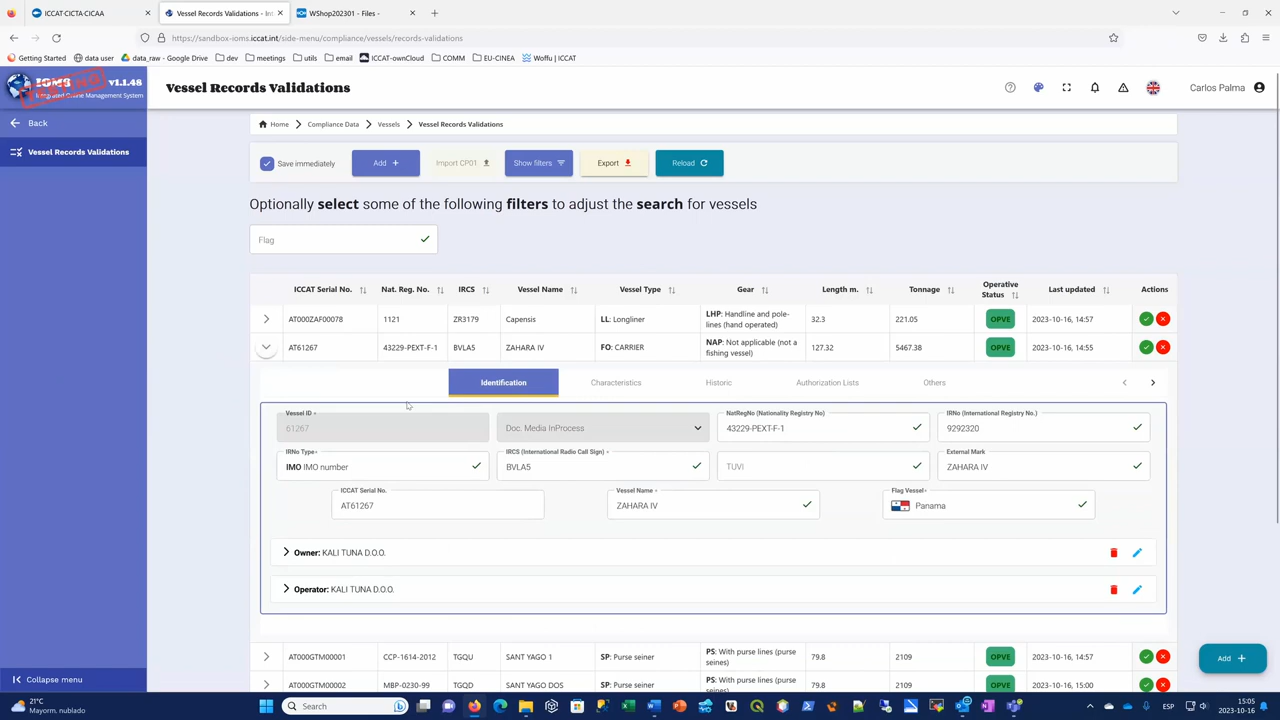 ICCAT·CICTA·CICAA
Vessel Records Validations - Int
WShop202301 - Files -
https://sandbox-ioms.iccat.int/side-menu/compliance/vessels/records-validations
Getting Started
data user
data_raw - Google Drive
dev
meetings
utils
email
ICCAT-ownCloud
COMM
EU-CINEA
Woffu | ICCAT
IOMS v1.1.48
Integrated Online Management System
TESTING
Vessel Records Validations
Carlos Palma
Back
Vessel Records Validations
Home > Compliance Data > Vessels > Vessel Records Validations
Save immediately
Add +
Import CP01
Show filters
Export
Reload
Optionally select some of the following filters to adjust the search for vessels
Flag
ICCAT Serial No. Nat. Reg. No. IRCS Vessel Name Vessel Type Gear Length m. Tonnage Operative Status Last updated Actions
AT000ZAF00078 1121 ZR3179 Capensis LL: Longliner LHP: Handline and pole-lines (hand operated) 32.3 221.05 OPVE 2023-10-16, 14:57
AT61267 43229-PEXT-F-1 BVLA5 ZAHARA IV FO: CARRIER NAP: Not applicable (not a fishing vessel) 127.32 5467.38 OPVE 2023-10-16, 14:55
Identification Characteristics Historic Authorization Lists Others
Vessel ID *
61267
Doc. Media InProcess
NatRegNo (Nationality Registry No)
43229-PEXT-F-1
IRNo (International Registry No.)
9292320
IRNo Type*
IMO IMO number
IRCS (International Radio Call Sign) *
BVLA5
TUVI
External Mark
ZAHARA IV
ICCAT Serial No.
AT61267
Vessel Name *
ZAHARA IV
Flag Vessel*
Panama
Owner: KALI TUNA D.O.O.
Operator: KALI TUNA D.O.O.
AT000GTM00001 CCP-1614-2012 TGQU SANT YAGO 1 SP: Purse seiner PS: With purse lines (purse seines) 79.8 2109 OPVE 2023-10-16, 14:57
AT000GTM00002 MBP-0230-99 TGQD SANT YAGO DOS SP: Purse seiner PS: With purse lines (purse seines) 79.8 2109 OPVE 2023-10-16, 15:00
Add +
Collapse menu
21°C
Mayorm. nublado
Search
ESP
15:05
2023-10-16